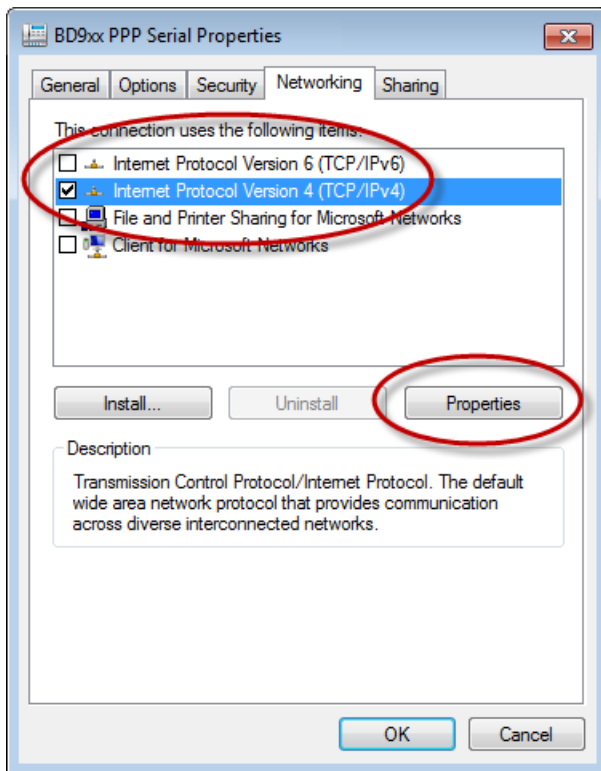 BD9xx PPP Serial Properties
General Options Security Networking Sharing
This connection uses the following items:
Internet Protocol Version 6 (TCP/IPv6)
Internet Protocol Version 4 (TCP/IPv4)
File and Printer Sharing for Microsoft Networks
Client for Microsoft Networks
Install... Uninstall Properties
Description
Transmission Control Protocol/Internet Protocol. The default
wide area network protocol that provides communication
across diverse interconnected networks.
OK Cancel